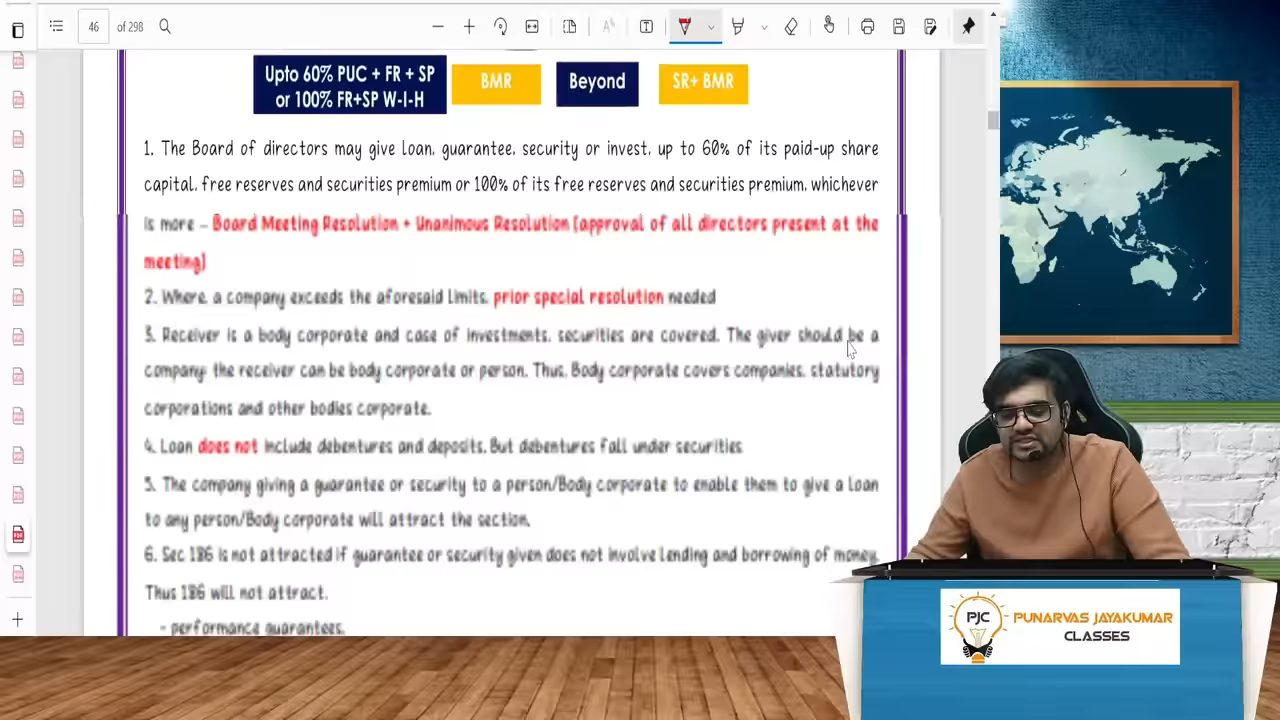 46 of 298
Upto 60% PUC + FR + SP
or 100% FR+SP W-I-H
BMR
Beyond
SR+ BMR
1. The Board of directors may give loan, guarantee, security or invest, up to 60% of its paid-up share
capital, free reserves and securities premium or 100% of its free reserves and securities premium, whichever
is more – Board Meeting Resolution + Unanimous Resolution (approval of all directors present at the
meeting)
2. Where, a company exceeds the aforesaid limits, prior special resolution needed
3. Receiver is a body corporate and case of investments, securities are covered. The giver should be a
company; the receiver can be body corporate or person. Thus, Body corporate covers companies, statutory
corporations and other bodies corporate.
4. Loan does not include debentures and deposits. But debentures fall under securities
5. The company giving a guarantee or security to a person/Body corporate to enable them to give a loan
to any person/Body corporate will attract the section.
6. Sec 186 is not attracted if guarantee or security given does not involve lending and borrowing of money.
Thus 186 will not attract.
- performance guarantees.
PJC
PUNARVAS JAYAKUMAR
CLASSES